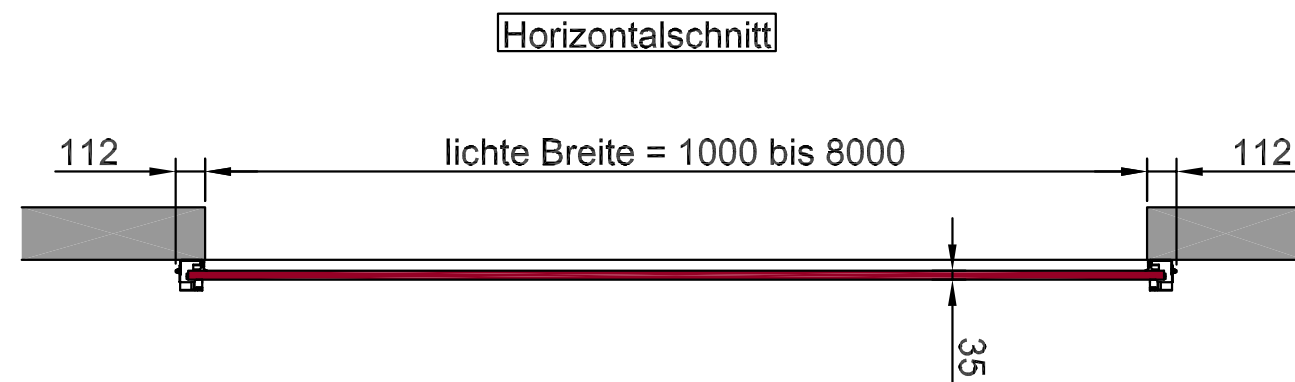 Horizontalschnitt
112
lichte Breite = 1000 bis 8000
112
35